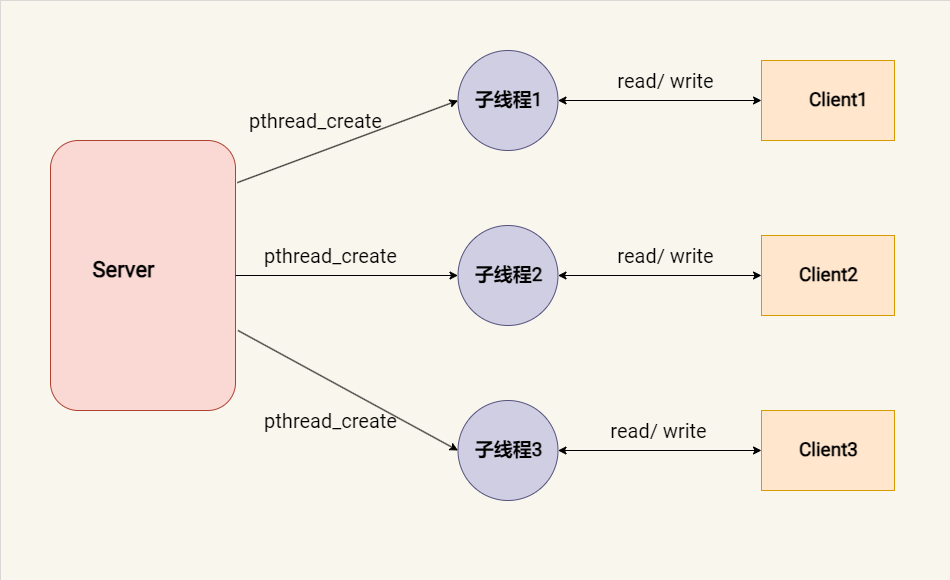 pthread_create
子线程1
read/ write
Client1
Server
pthread_create
子线程2
read/ write
Client2
pthread_create
子线程3
read/ write
Client3